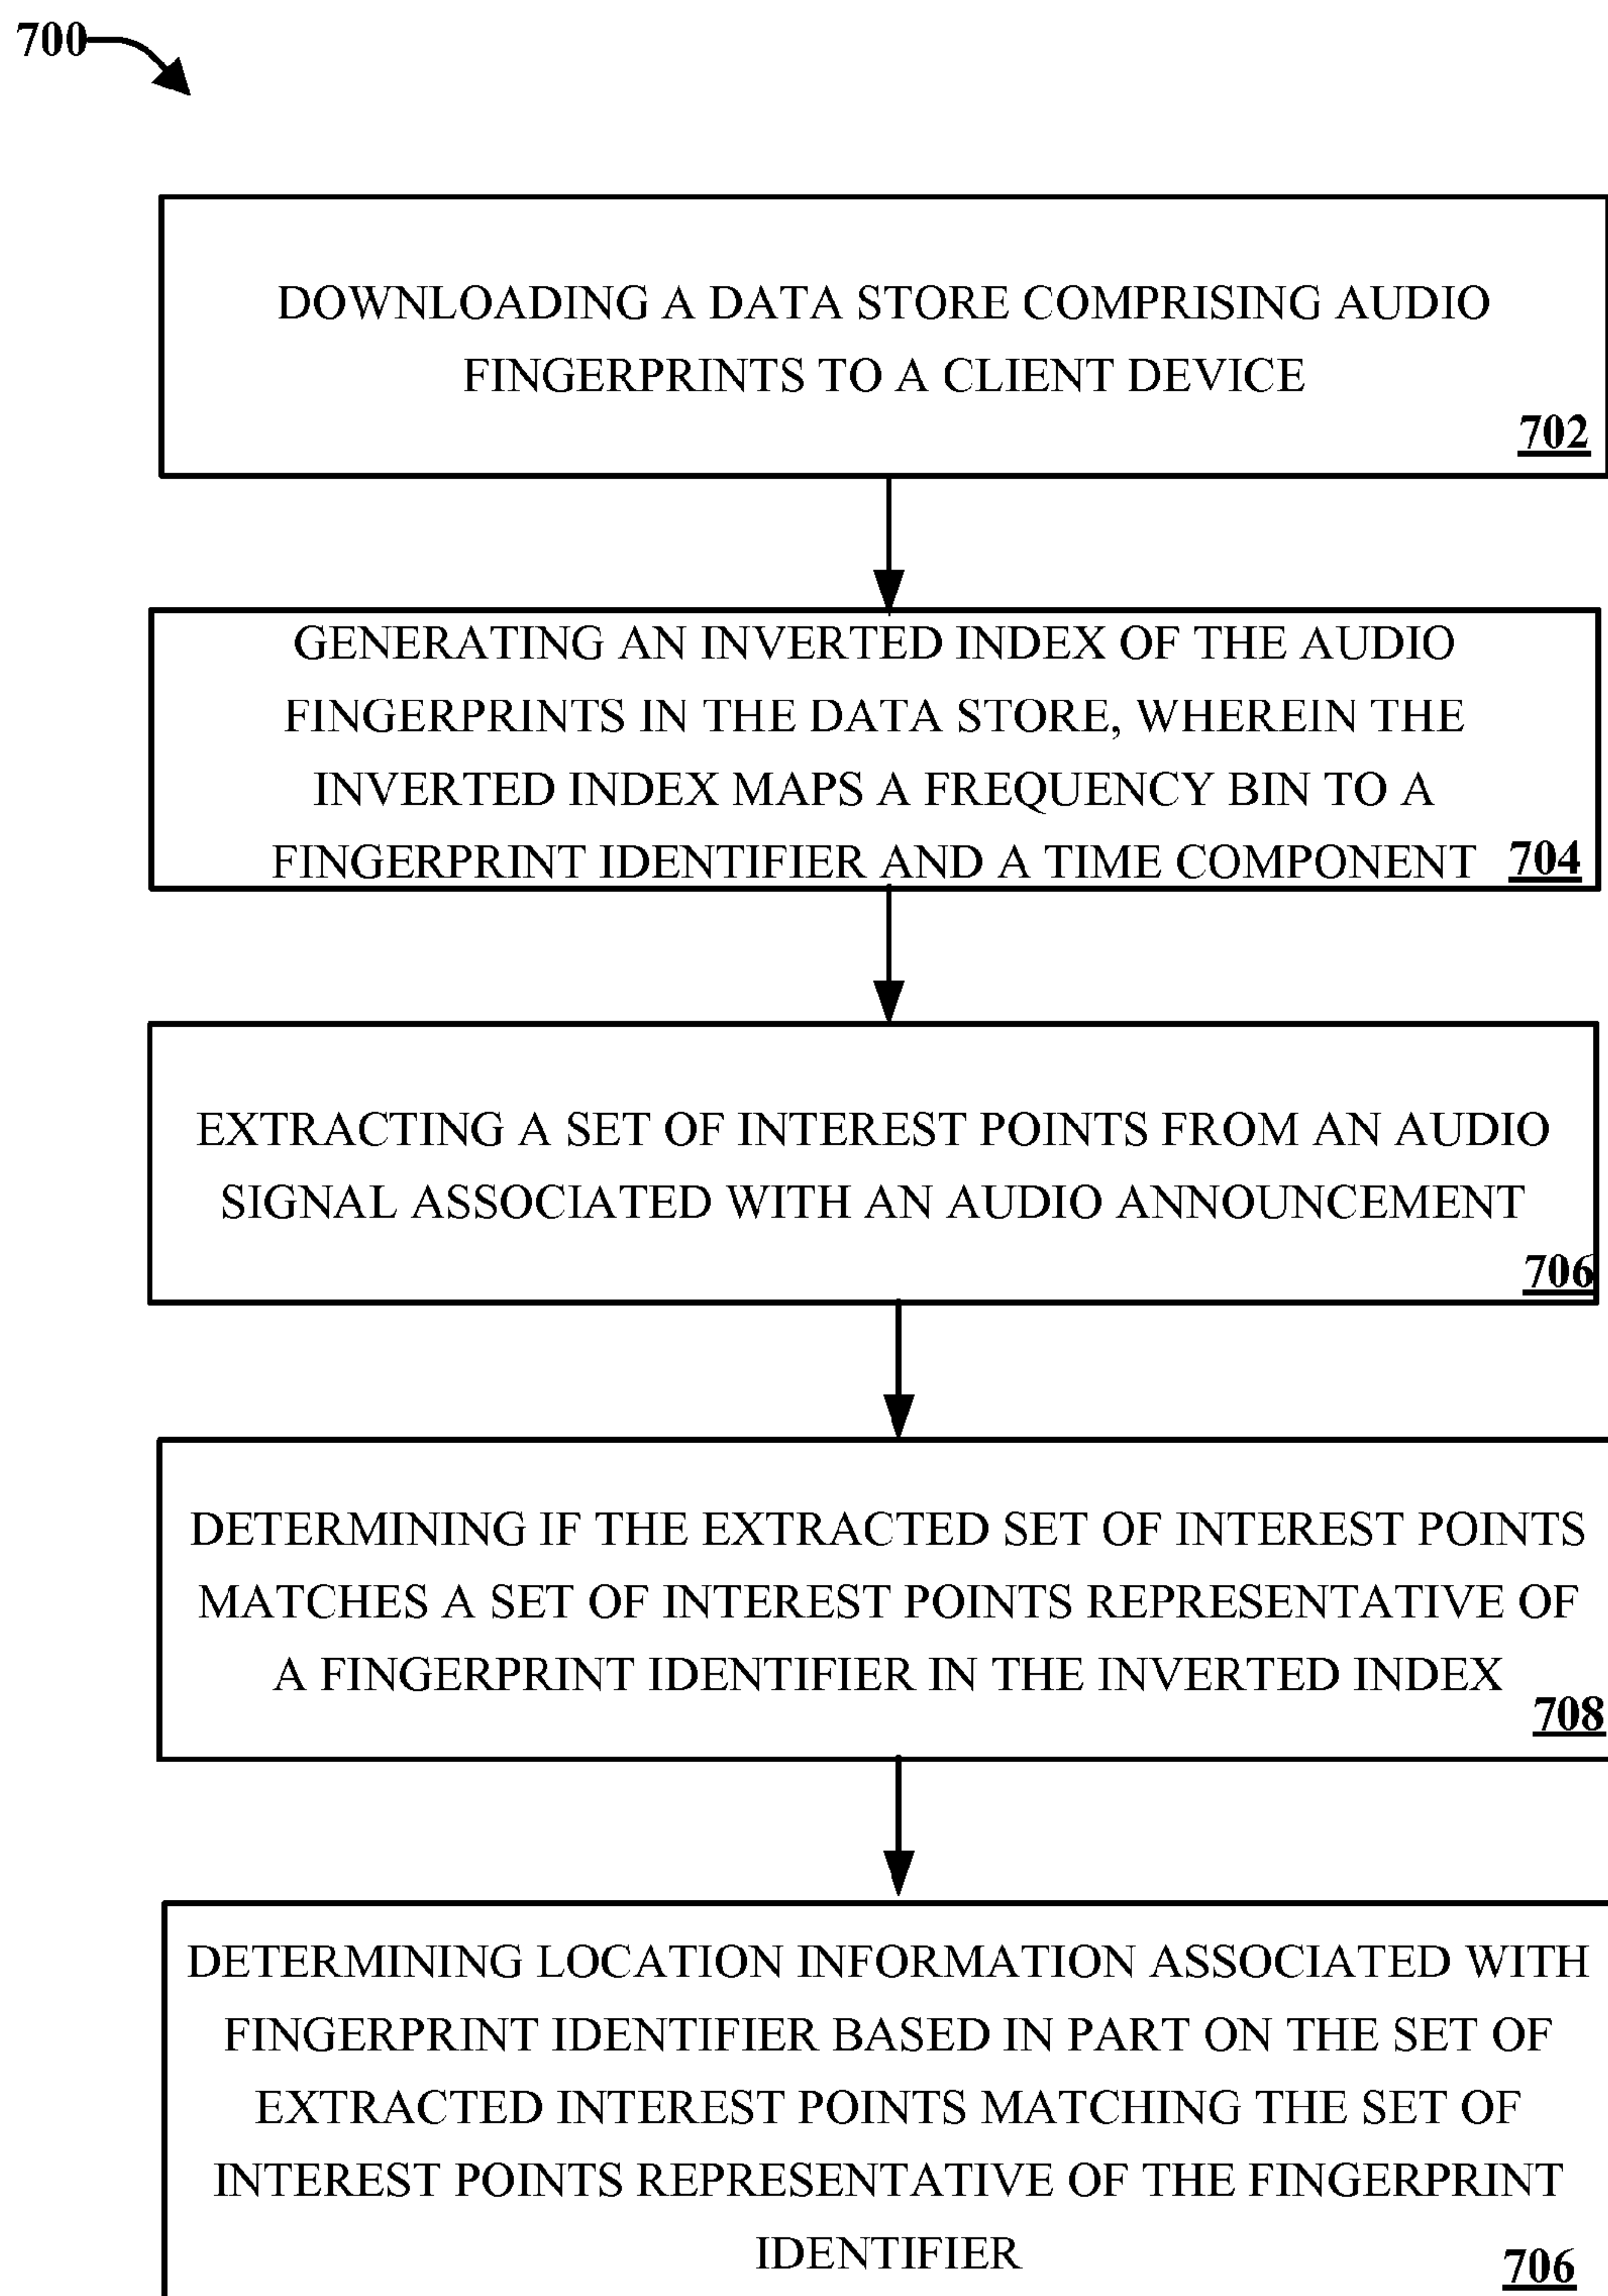 700
DOWNLOADING A DATA STORE COMPRISING AUDIO
FINGERPRINTS TO A CLIENT DEVICE
702
GENERATING AN INVERTED INDEX OF THE AUDIO
FINGERPRINTS IN THE DATA STORE, WHEREIN THE
INVERTED INDEX MAPS A FREQUENCY BIN TO A
FINGERPRINT IDENTIFIER AND A TIME COMPONENT 704
EXTRACTING A SET OF INTEREST POINTS FROM AN AUDIO
SIGNAL ASSOCIATED WITH AN AUDIO ANNOUNCEMENT
706
DETERMINING IF THE EXTRACTED SET OF INTEREST POINTS
MATCHES A SET OF INTEREST POINTS REPRESENTATIVE OF
A FINGERPRINT IDENTIFIER IN THE INVERTED INDEX
708
DETERMINING LOCATION INFORMATION ASSOCIATED WITH
FINGERPRINT IDENTIFIER BASED IN PART ON THE SET OF
EXTRACTED INTEREST POINTS MATCHING THE SET OF
INTEREST POINTS REPRESENTATIVE OF THE FINGERPRINT
IDENTIFIER
706